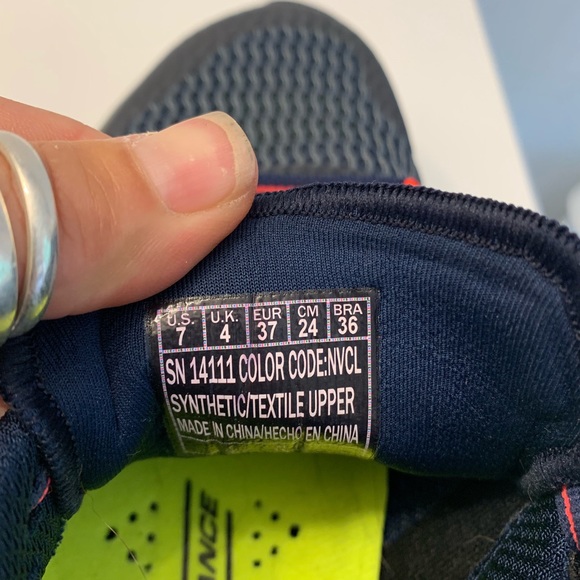 U.S. U.K. EUR CM BRA
7 4 37 24 36
SN 14111 COLOR CODE:NVCL
SYNTHETIC/TEXTILE UPPER
MADE IN CHINA/HECHO EN CHINA
ANCE